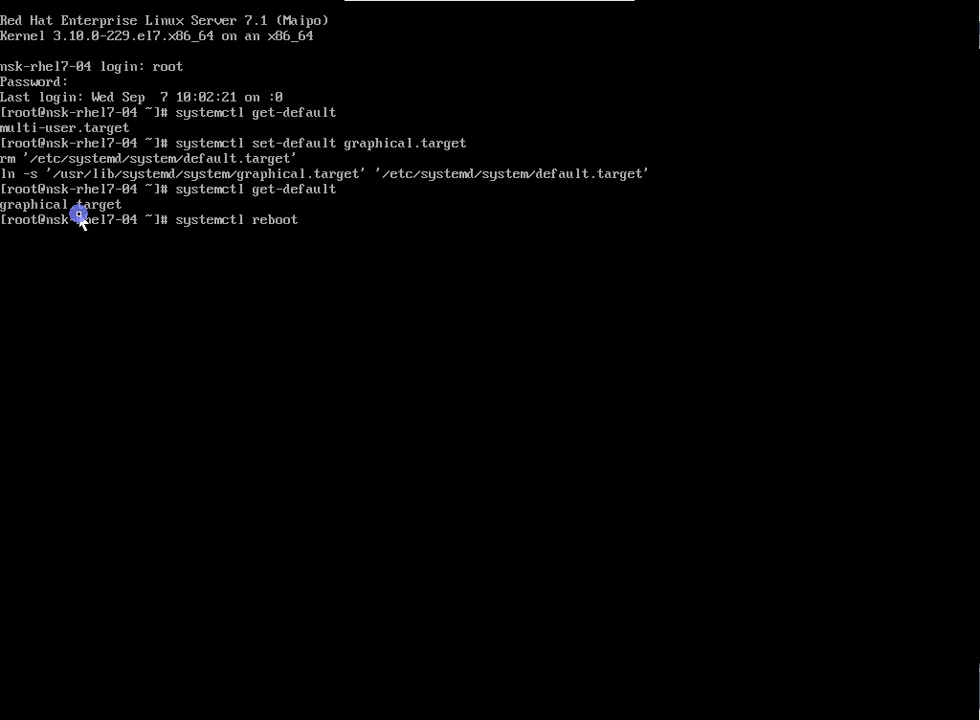 Red Hat Enterprise Linux Server 7.1 (Maipo)
Kernel 3.10.0-229.el7.x86_64 on an x86_64
nsk-rhel7-04 login: root
Password:
Last login: Wed Sep  7 10:02:21 on :0
[root@nsk-rhel7-04 ~]# systemctl get-default
multi-user.target
[root@nsk-rhel7-04 ~]# systemctl set-default graphical.target
rm '/etc/systemd/system/default.target'
ln -s '/usr/lib/systemd/system/graphical.target' '/etc/systemd/system/default.target'
[root@nsk-rhel7-04 ~]# systemctl get-default
graphical.target
[root@nsk-rhel7-04 ~]# systemctl reboot